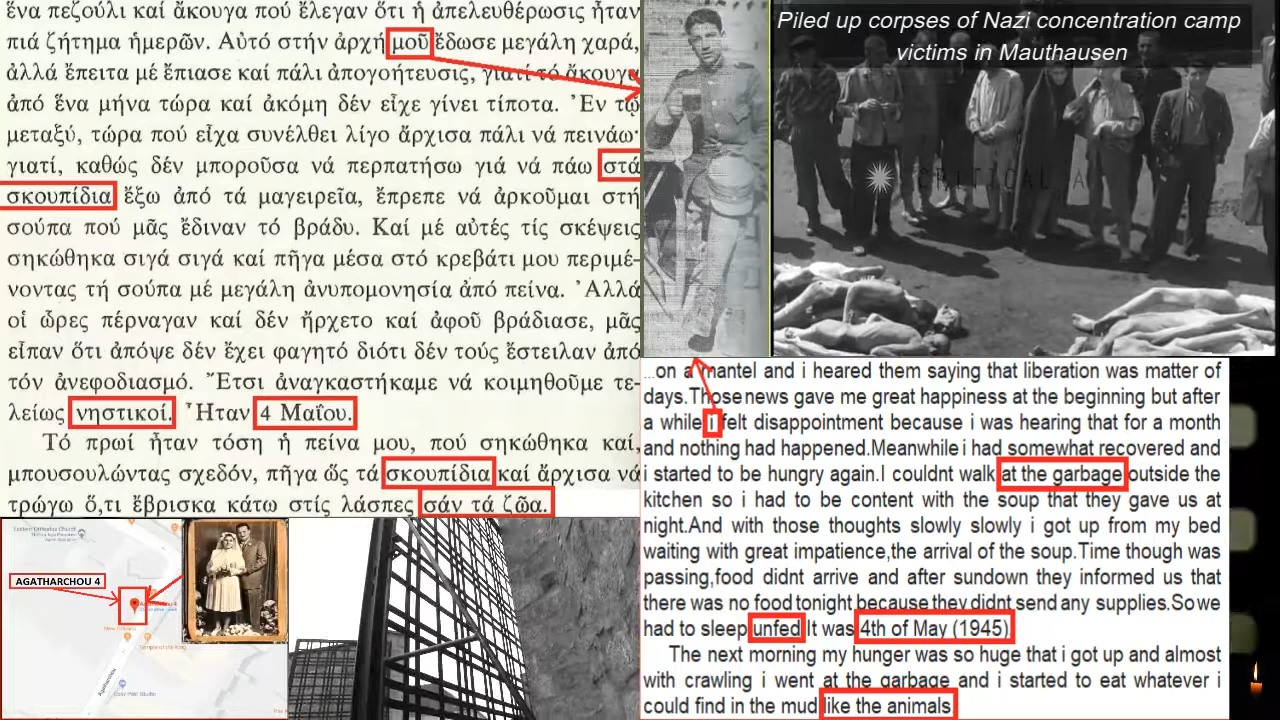 ἕνα πεζούλι καί ἄκουγα πού ἔλεγαν ὅτι ἡ ἀπελευθέρωσις ἦταν
πιά ζήτημα ἡμερῶν. Αὐτό στήν ἀρχή μοῦ ἔδωσε μεγάλη χαρά,
ἀλλά ἔπειτα μέ ἔπιασε καί πάλι ἀπογοήτευσις, γιατί τό ἄκουγα
ἀπό ἕνα μήνα τώρα καί ἀκόμη δέν εἶχε γίνει τίποτα. Ἐν τῷ
μεταξύ, τώρα πού εἶχα συνέλθει λίγο ἄρχισα πάλι νά πεινάω·
γιατί, καθώς δέν μποροῦσα νά περπατήσω γιά νά πάω στά
σκουπίδια ἔξω ἀπό τά μαγειρεῖα, ἔπρεπε νά ἀρκοῦμαι στή
σούπα πού μᾶς ἔδιναν τό βράδυ. Καί μέ αὐτές τίς σκέψεις
σηκώθηκα σιγά σιγά καί πῆγα μέσα στό κρεβάτι μου περιμέ-
νοντας τή σούπα μέ μεγάλη ἀνυπομονησία ἀπό πείνα. Ἀλλά
οἱ ὧρες πέρναγαν καί δέν ἤρχετο καί ἀφοῦ βράδιασε, μᾶς
εἶπαν ὅτι ἀπόψε δέν ἔχει φαγητό διότι δέν τούς ἔστειλαν ἀπό
τόν ἀνεφοδιασμό. Ἔτσι ἀναγκαστήκαμε νά κοιμηθοῦμε τε-
λείως νηστικοί. Ἦταν 4 Μαΐου.
Τό πρωί ἦταν τόση ἡ πείνα μου, πού σηκώθηκα καί,
μπουσουλώντας σχεδόν, πῆγα ὥς τά σκουπίδια καί ἄρχισα νά
τρώγω ὅ,τι ἔβρισκα κάτω στίς λάσπες σάν τά ζῶα.
Piled up corpses of Nazi concentration camp
victims in Mauthausen
CRITICAL
...on a mantel and i heared them saying that liberation was matter of
days.Those news gave me great happiness at the beginning but after
a while i felt disappointment because i was hearing that for a month
and nothing had happened.Meanwhile i had somewhat recovered and
i started to be hungry again.I couldnt walk at the garbage outside the
kitchen so i had to be content with the soup that they gave us at
night.And with those thoughts slowly slowly i got up from my bed
waiting with great impatience,the arrival of the soup.Time though was
passing,food didnt arrive and after sundown they informed us that
there was no food tonight because they didnt send any supplies.So we
had to sleep unfed It was 4th of May (1945)
The next morning my hunger was so huge that i got up and almost
with crawling i went at the garbage and i started to eat whatever i
could find in the mud like the animals.
AGATHARCHOU 4
Eastern Orthodox Church
Temple of the King
Cozy Post Studio